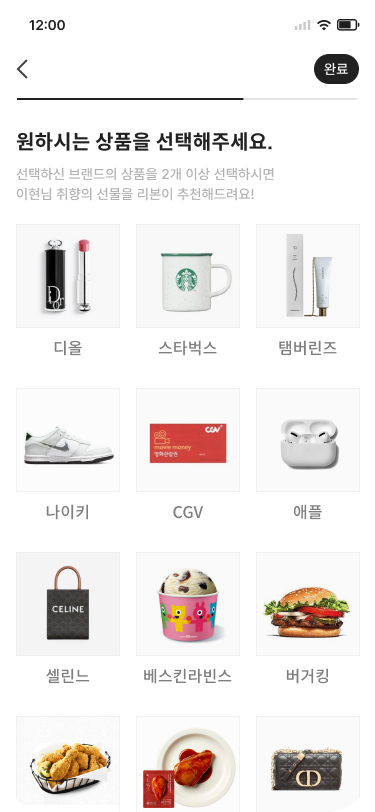 12:00
완료
원하시는 상품을 선택해주세요.
선택하신 브랜드의 상품을 2개 이상 선택하시면
이현님 취향의 선물을 리본이 추천해드려요!
Dior
디올
스타벅스
탬버린즈
나이키
CGV
movie money
영화관람권
CGV
애플
CELINE
셀린느
베스킨라빈스
버거킹